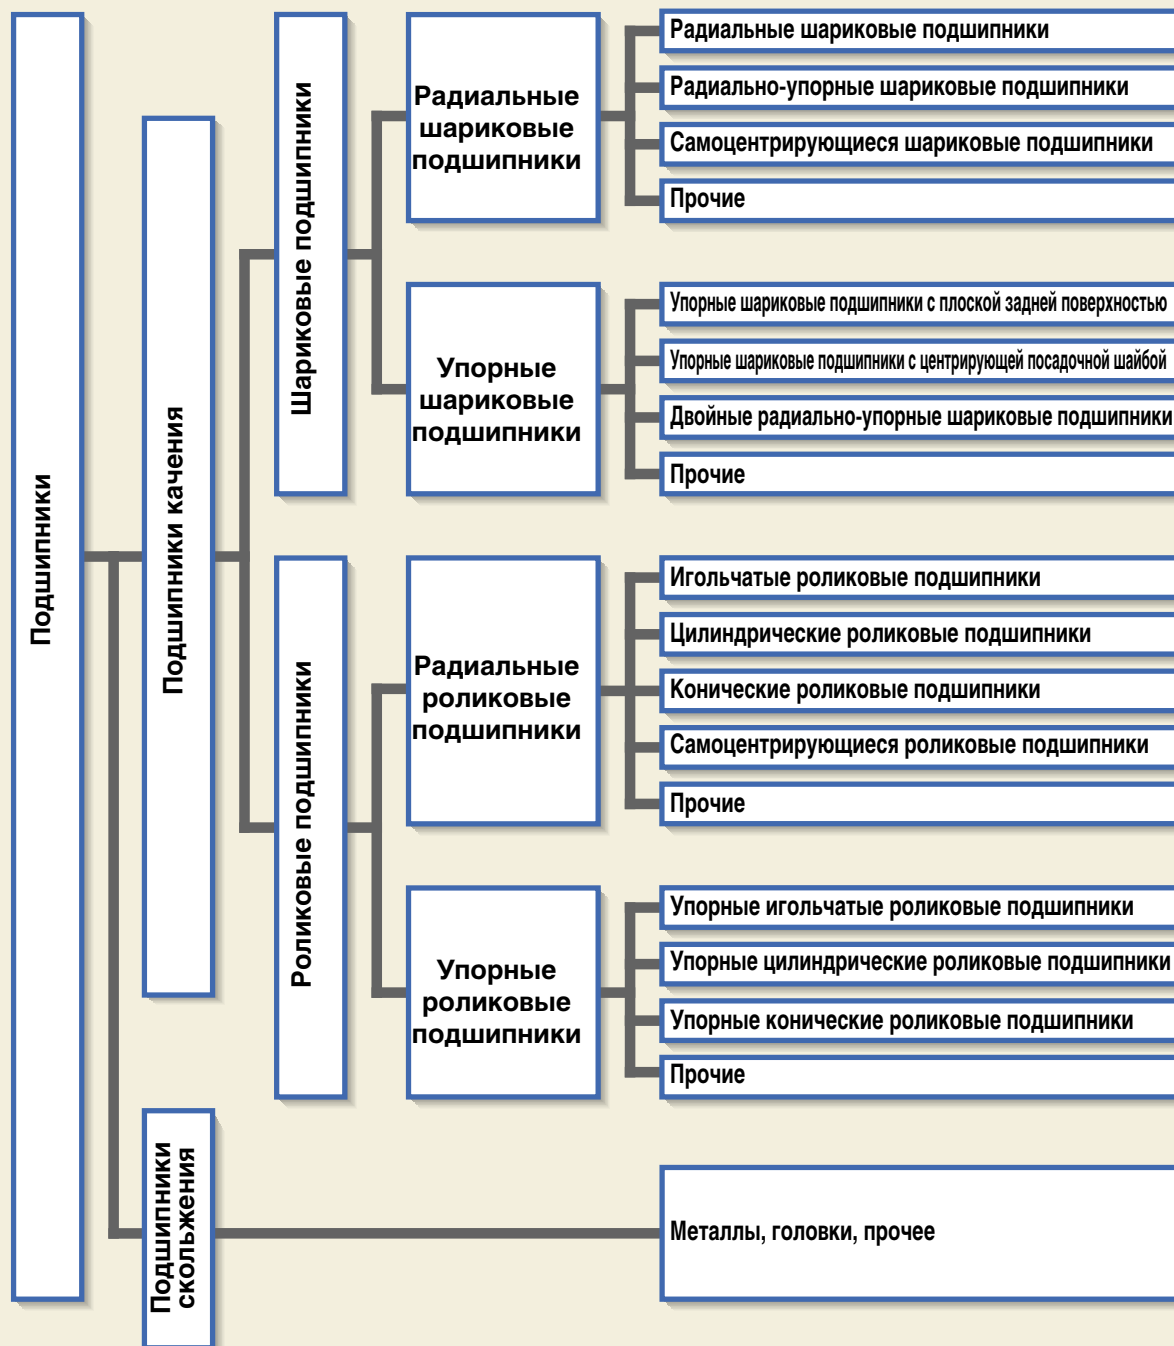 Подшипники
Подшипники качения
Шариковые подшипники
Радиальные
шариковые
подшипники
Радиальные шариковые подшипники
Радиально-упорные шариковые подшипники
Самоцентрирующиеся шариковые подшипники
Прочие
Упорные
шариковые
подшипники
Упорные шариковые подшипники с плоской задней поверхностью
Упорные шариковые подшипники с центрирующей посадочной шайбой
Двойные радиально-упорные шариковые подшипники
Прочие
Роликовые подшипники
Радиальные
роликовые
подшипники
Игольчатые роликовые подшипники
Цилиндрические роликовые подшипники
Конические роликовые подшипники
Самоцентрирующиеся роликовые подшипники
Прочие
Упорные
роликовые
подшипники
Упорные игольчатые роликовые подшипники
Упорные цилиндрические роликовые подшипники
Упорные конические роликовые подшипники
Прочие
Подшипники
скольжения
Металлы, головки, прочее